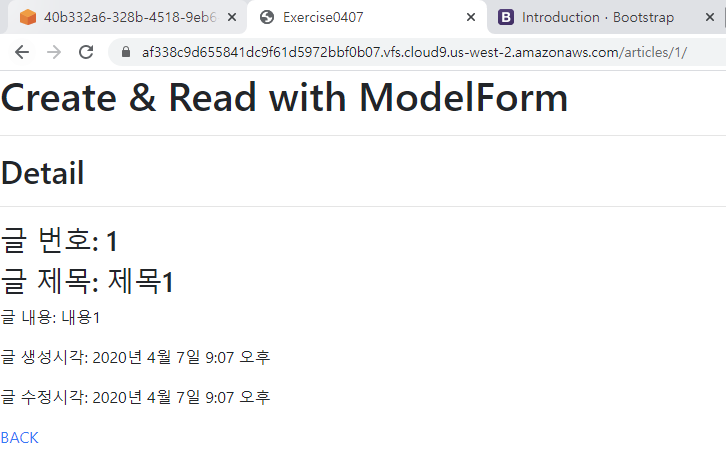 40b332a6-328b-4518-9eb6
Exercise0407
Introduction · Bootstrap
af338c9d655841dc9f61d5972bbf0b07.vfs.cloud9.us-west-2.amazonaws.com/articles/1/
Create & Read with ModelForm
Detail
글 번호: 1
글 제목: 제목1
글 내용: 내용1
글 생성시각: 2020년 4월 7일 9:07 오후
글 수정시각: 2020년 4월 7일 9:07 오후
BACK